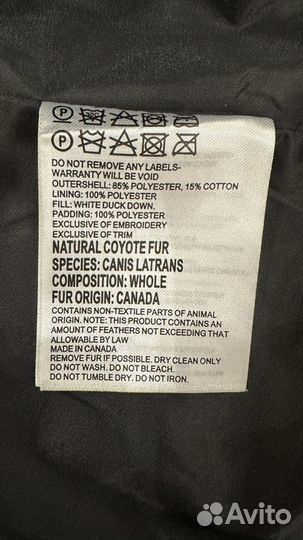 P
P
DO NOT REMOVE ANY LABELS-
WARRANTY WILL BE VOID
OUTERSHELL: 85% POLYESTER, 15% COTTON
LINING: 100% POLYESTER
FILL: WHITE DUCK DOWN.
PADDING: 100% POLYESTER
EXCLUSIVE OF EMBROIDERY
EXCLUSIVE OF TRIM
NATURAL COYOTE FUR
SPECIES: CANIS LATRANS
COMPOSITION: WHOLE
FUR ORIGIN: CANADA
CONTAINS NON-TEXTILE PARTS OF ANIMAL
ORIGIN. NOTE: THIS PRODUCT CONTAINS AN
AMOUNT OF FEATHERS NOT EXCEEDING THAT
ALLOWABLE BY LAW
MADE IN CANADA
REMOVE FUR IF POSSIBLE. DRY CLEAN ONLY
DO NOT WASH. DO NOT BLEACH.
DO NOT TUMBLE DRY. DO NOT IRON.
Avito